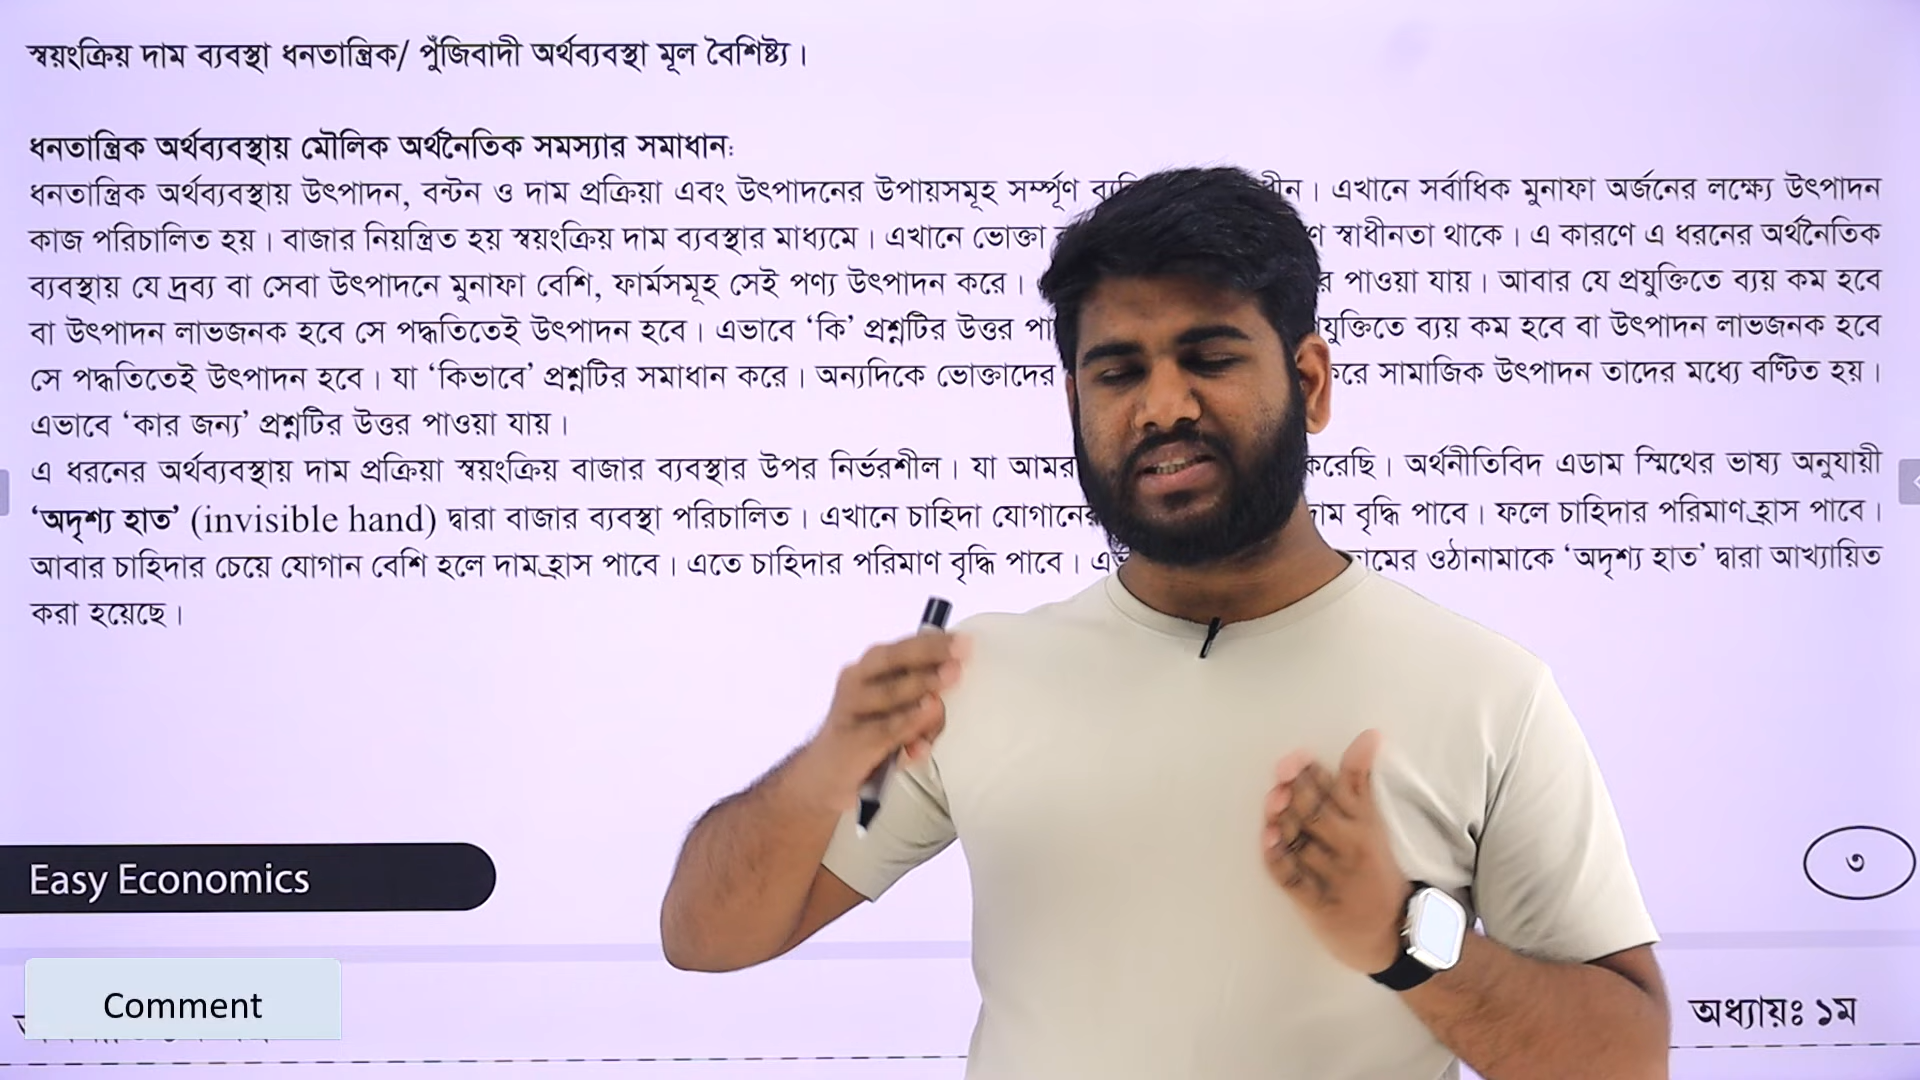 স্বয়ংক্রিয় দাম ব্যবস্থা ধনতান্ত্রিক/ পুঁজিবাদী অর্থব্যবস্থা মূল বৈশিষ্ট্য।
ধনতান্ত্রিক অর্থব্যবস্থায় মৌলিক অর্থনৈতিক সমস্যার সমাধান:
ধনতান্ত্রিক অর্থব্যবস্থায় উৎপাদন, বন্টন ও দাম প্রক্রিয়া এবং উৎপাদনের উপায়সমূহ সর্ম্পূণ । এখানে সর্বাধিক মুনাফা অর্জনের লক্ষ্যে উৎপাদন
কাজ পরিচালিত হয়। বাজার নিয়ন্ত্রিত হয় স্বয়ংক্রিয় দাম ব্যবস্থার মাধ্যমে। এখানে ভোক্তা স্বাধীনতা থাকে। এ কারণে এ ধরনের অর্থনৈতিক
ব্যবস্থায় যে দ্রব্য বা সেবা উৎপাদনে মুনাফা বেশি, ফার্মসমূহ সেই পণ্য উৎপাদন করে। পাওয়া যায়। আবার যে প্রযুক্তিতে ব্যয় কম হবে
বা উৎপাদন লাভজনক হবে সে পদ্ধতিতেই উৎপাদন হবে। এভাবে ‘কি’ প্রশ্নটির উত্তর ব্যয় কম হবে বা উৎপাদন লাভজনক হবে
সে পদ্ধতিতেই উৎপাদন হবে। যা ‘কিভাবে’ প্রশ্নটির সমাধান করে। অন্যদিকে ভোক্তাদের সামাজিক উৎপাদন তাদের মধ্যে বণ্টিত হয়।
এভাবে ‘কার জন্য’ প্রশ্নটির উত্তর পাওয়া যায়।
এ ধরনের অর্থব্যবস্থায় দাম প্রক্রিয়া স্বয়ংক্রিয় বাজার ব্যবস্থার উপর নির্ভরশীল। যা করেছি। অর্থনীতিবিদ এডাম স্মিথের ভাষ্য অনুযায়ী
‘অদৃশ্য হাত’ (invisible hand) দ্বারা বাজার ব্যবস্থা পরিচালিত। এখানে চাহিদা যোগানের বৃদ্ধি পাবে। ফলে চাহিদার পরিমাণ হ্রাস পাবে।
আবার চাহিদার চেয়ে যোগান বেশি হলে দাম হ্রাস পাবে। এতে চাহিদার পরিমাণ বৃদ্ধি পাবে। ওঠানামাকে ‘অদৃশ্য হাত’ দ্বারা আখ্যায়িত
করা হয়েছে।
Easy Economics
৩
Comment
অধ্যায়ঃ ১ম